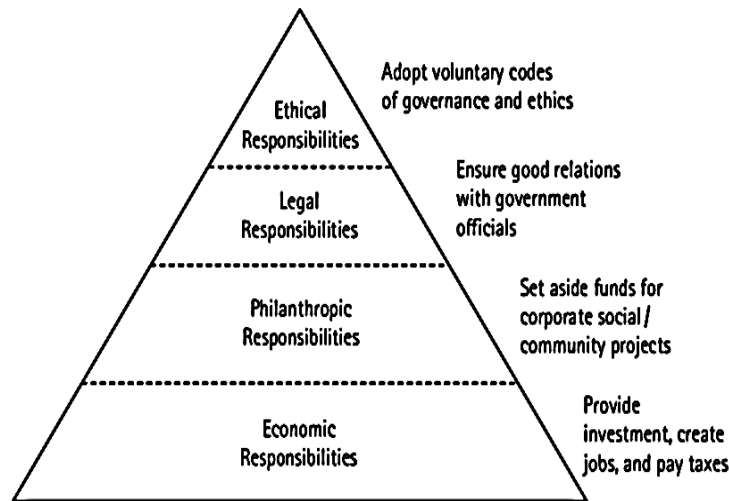 Adopt voluntary codes
of governance and ethics
Ethical
Responsibilities
Ensure good relations
with government
officials
Legal
Responsibilities
Set aside funds for
corporate social/
community projects
Philanthropic
Responsibilities
Provide
investment, create
jobs, and pay taxes
Economic
Responsibilities